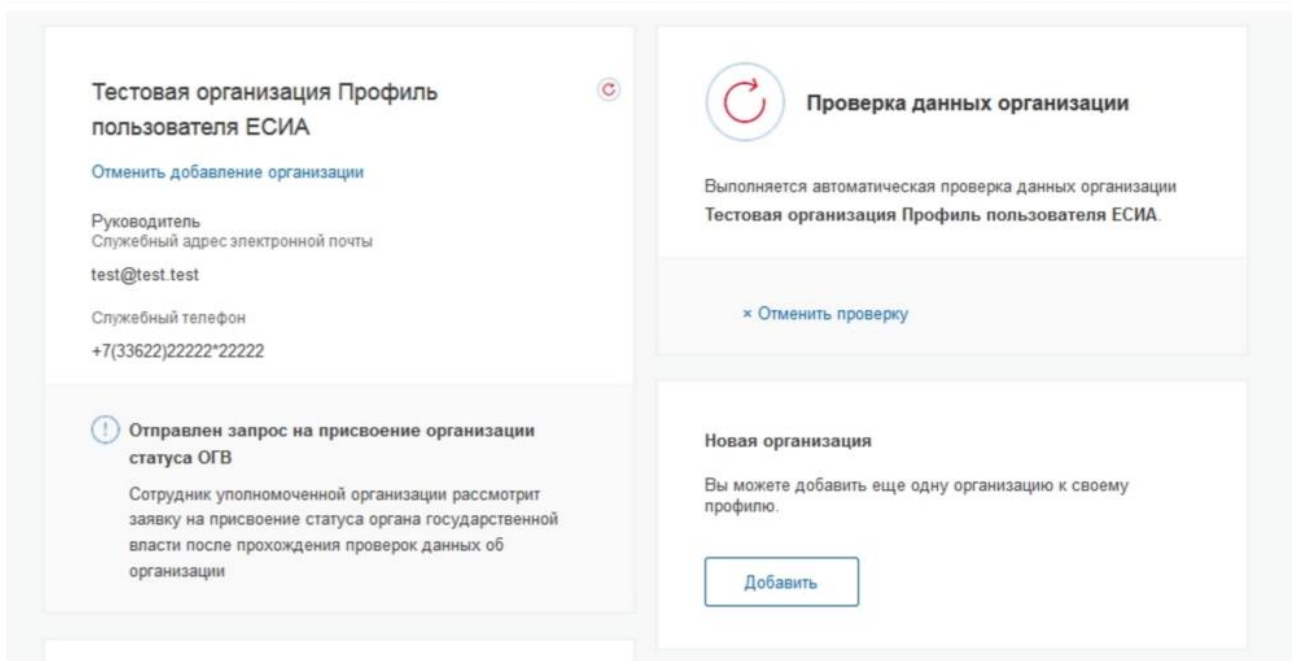 Тестовая организация Профиль
пользователя ЕСИА
Отменить добавление организации
Руководитель
Служебный адрес электронной почты
test@test.test
Служебный телефон
+7(33622)22222*22222
Отправлен запрос на присвоение организации
статуса ОГВ
Сотрудник уполномоченной организации рассмотрит
заявку на присвоение статуса органа государственной
власти после прохождения проверок данных об
организации
Проверка данных организации
Выполняется автоматическая проверка данных организации
Тестовая организация Профиль пользователя ЕСИА.
× Отменить проверку
Новая организация
Вы можете добавить еще одну организацию к своему
профилю.
Добавить